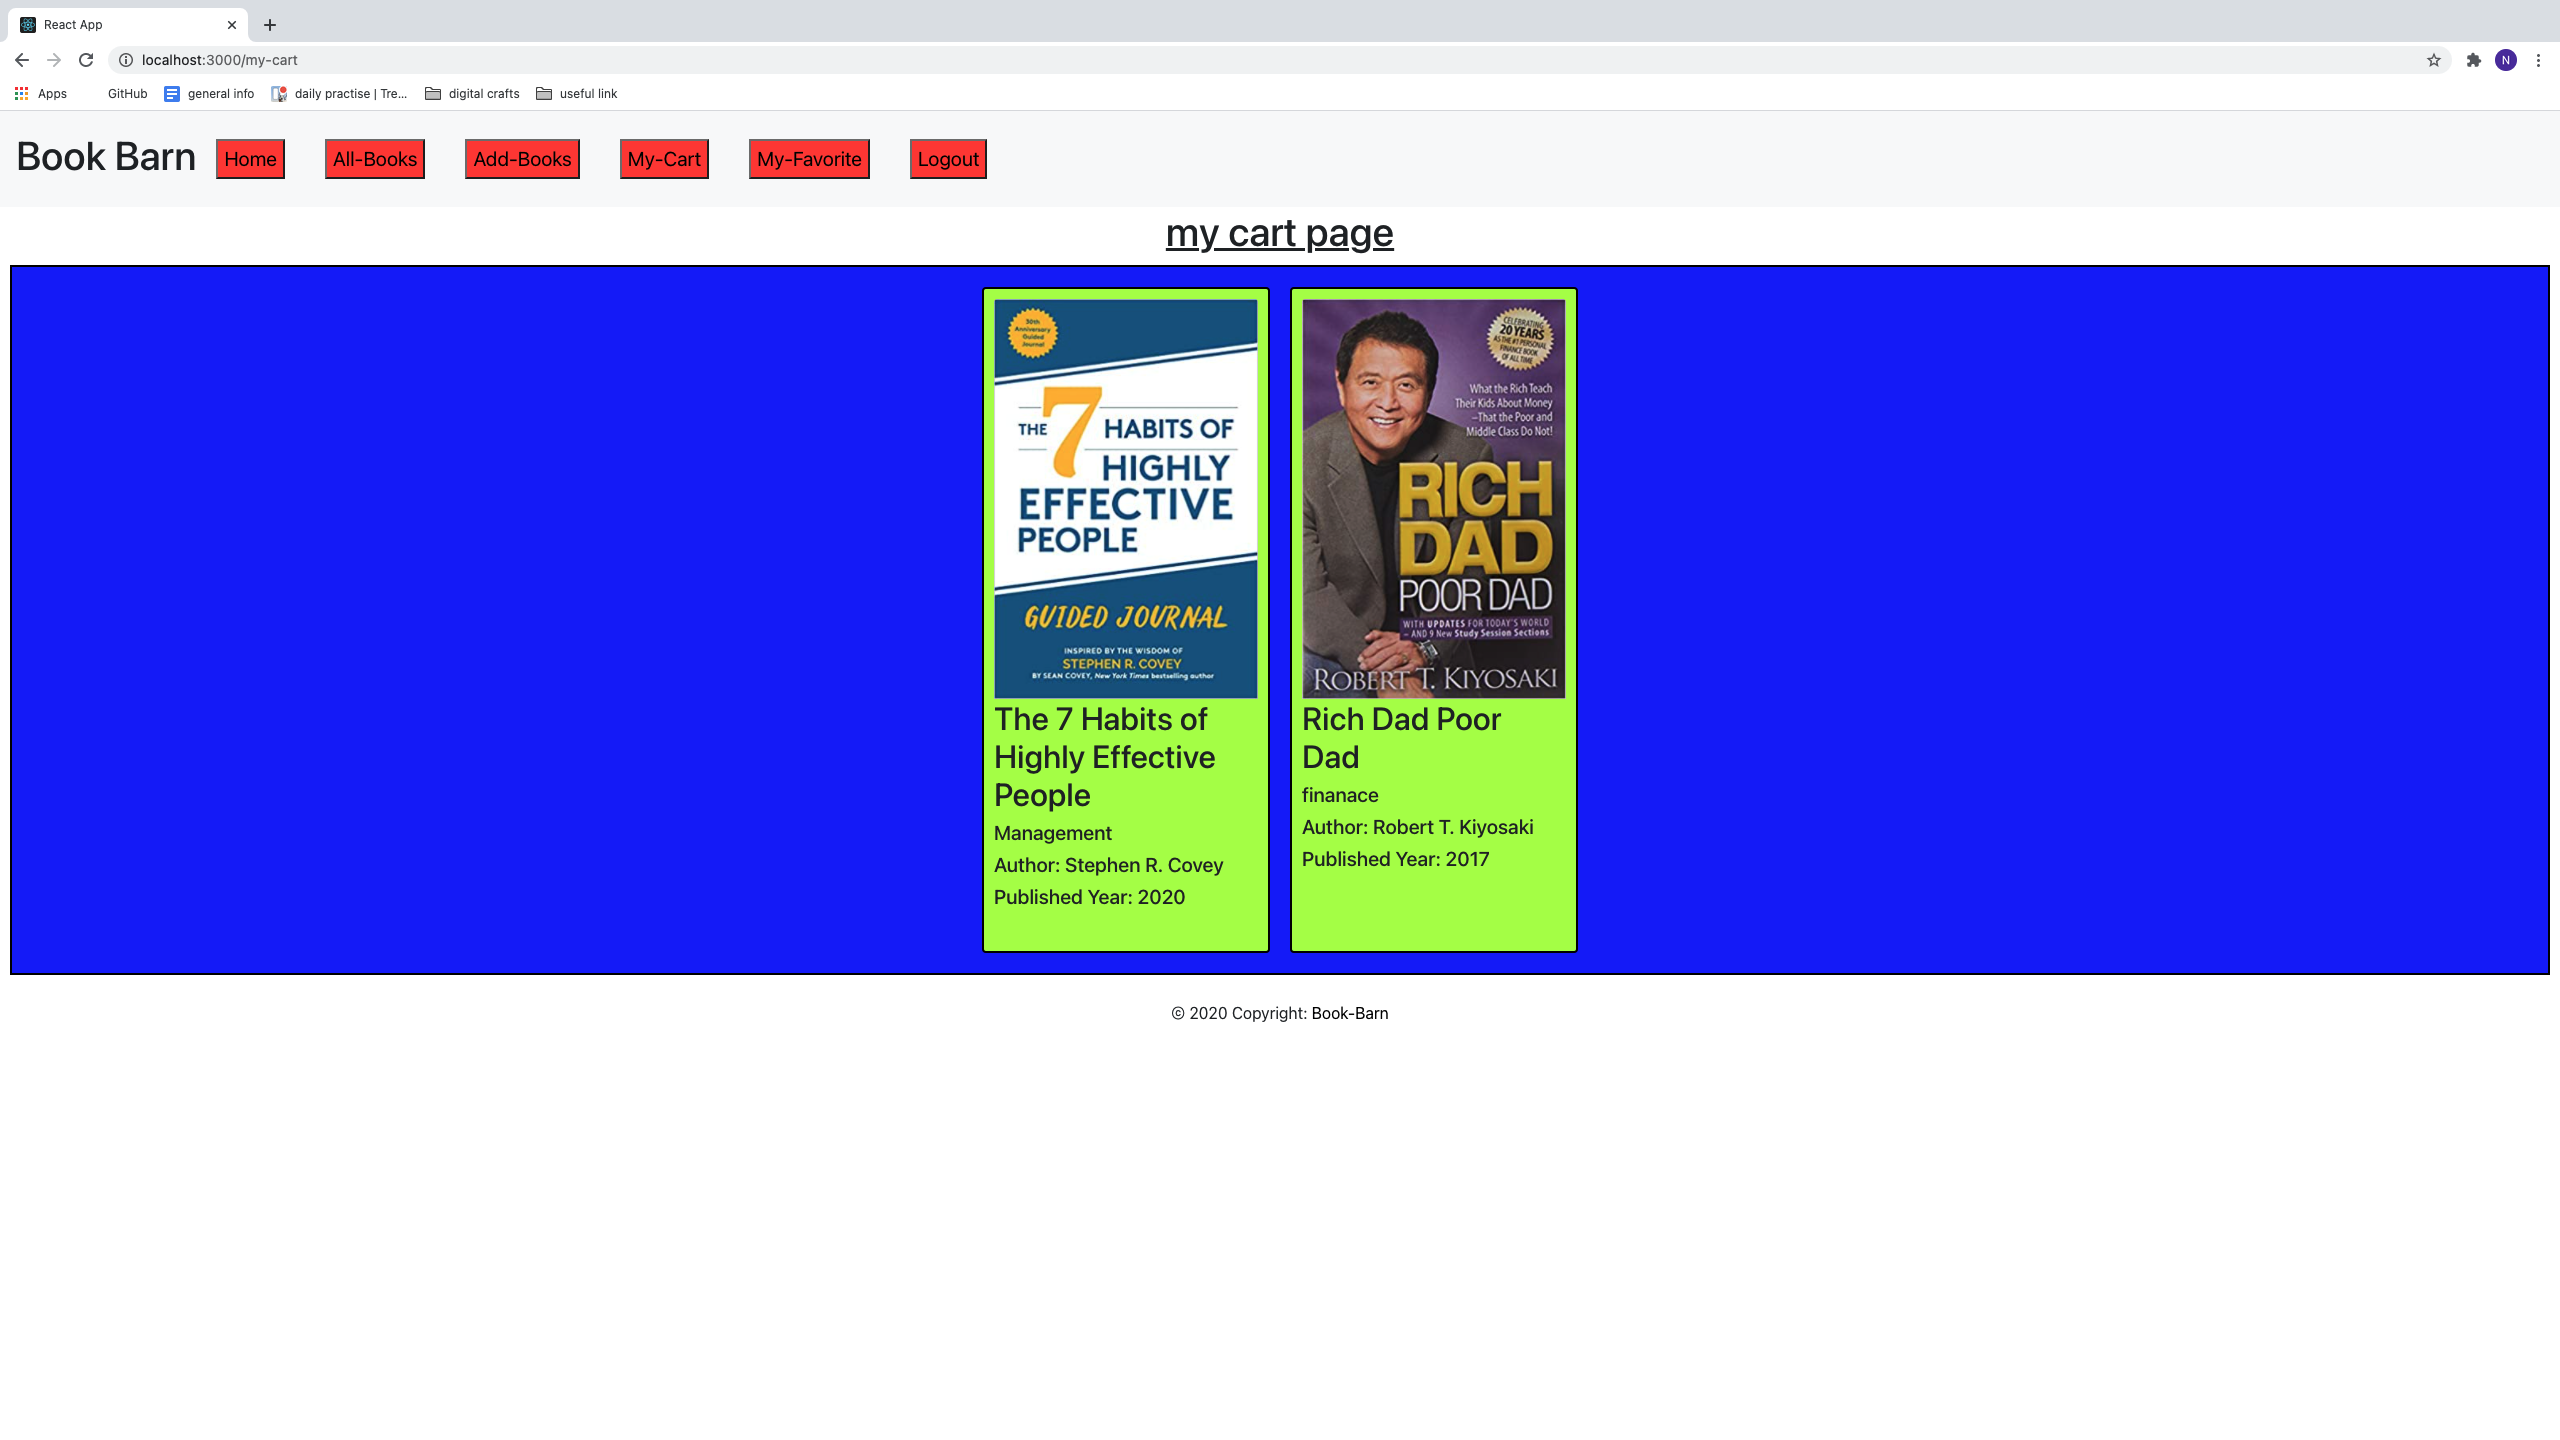 React App
localhost:3000/my-cart
N
Apps
GitHub
general info
daily practise | Tre...
digital crafts
useful link
Book Barn
Home
All-Books
Add-Books
My-Cart
My-Favorite
Logout
my cart page
30th
Anniversary
Guided
Journal
THE 7 HABITS OF
HIGHLY
EFFECTIVE
PEOPLE
GUIDED JOURNAL
INSPIRED BY THE WISDOM OF
STEPHEN R. COVEY
BY SEAN COVEY, New York Times bestselling author
The 7 Habits of
Highly Effective
People
Management
Author: Stephen R. Covey
Published Year: 2020
CELEBRATING
20 YEARS
AS THE #1 PERSONAL
FINANCE BOOK
OF ALL TIME
What the Rich Teach
Their Kids About Money
–That the Poor and
Middle Class Do Not!
RICH
DAD
POOR DAD
WITH UPDATES FOR TODAY'S WORLD
– AND 9 New Study Session Sections
ROBERT T. KIYOSAKI
Rich Dad Poor
Dad
finanace
Author: Robert T. Kiyosaki
Published Year: 2017
© 2020 Copyright: Book-Barn